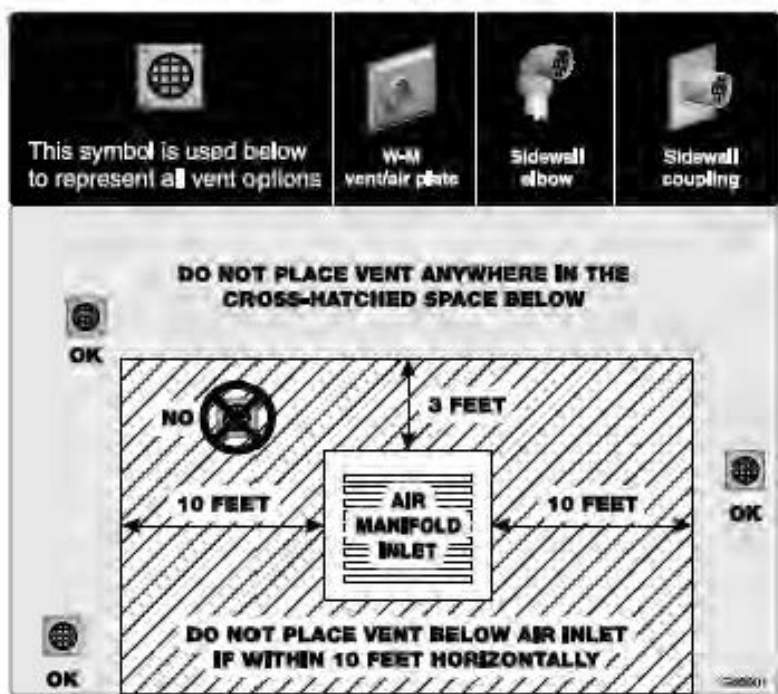 This symbol is used below
to represent all vent options
W-M
vent/air plate
Sidewall
elbow
Sidewall
coupling
DO NOT PLACE VENT ANYWHERE IN THE
CROSS-HATCHED SPACE BELOW
OK
NO
3 FEET
10 FEET
AIR
MANIFOLD
INLET
10 FEET
OK
DO NOT PLACE VENT BELOW AIR INLET
IF WITHIN 10 FEET HORIZONTALLY
OK